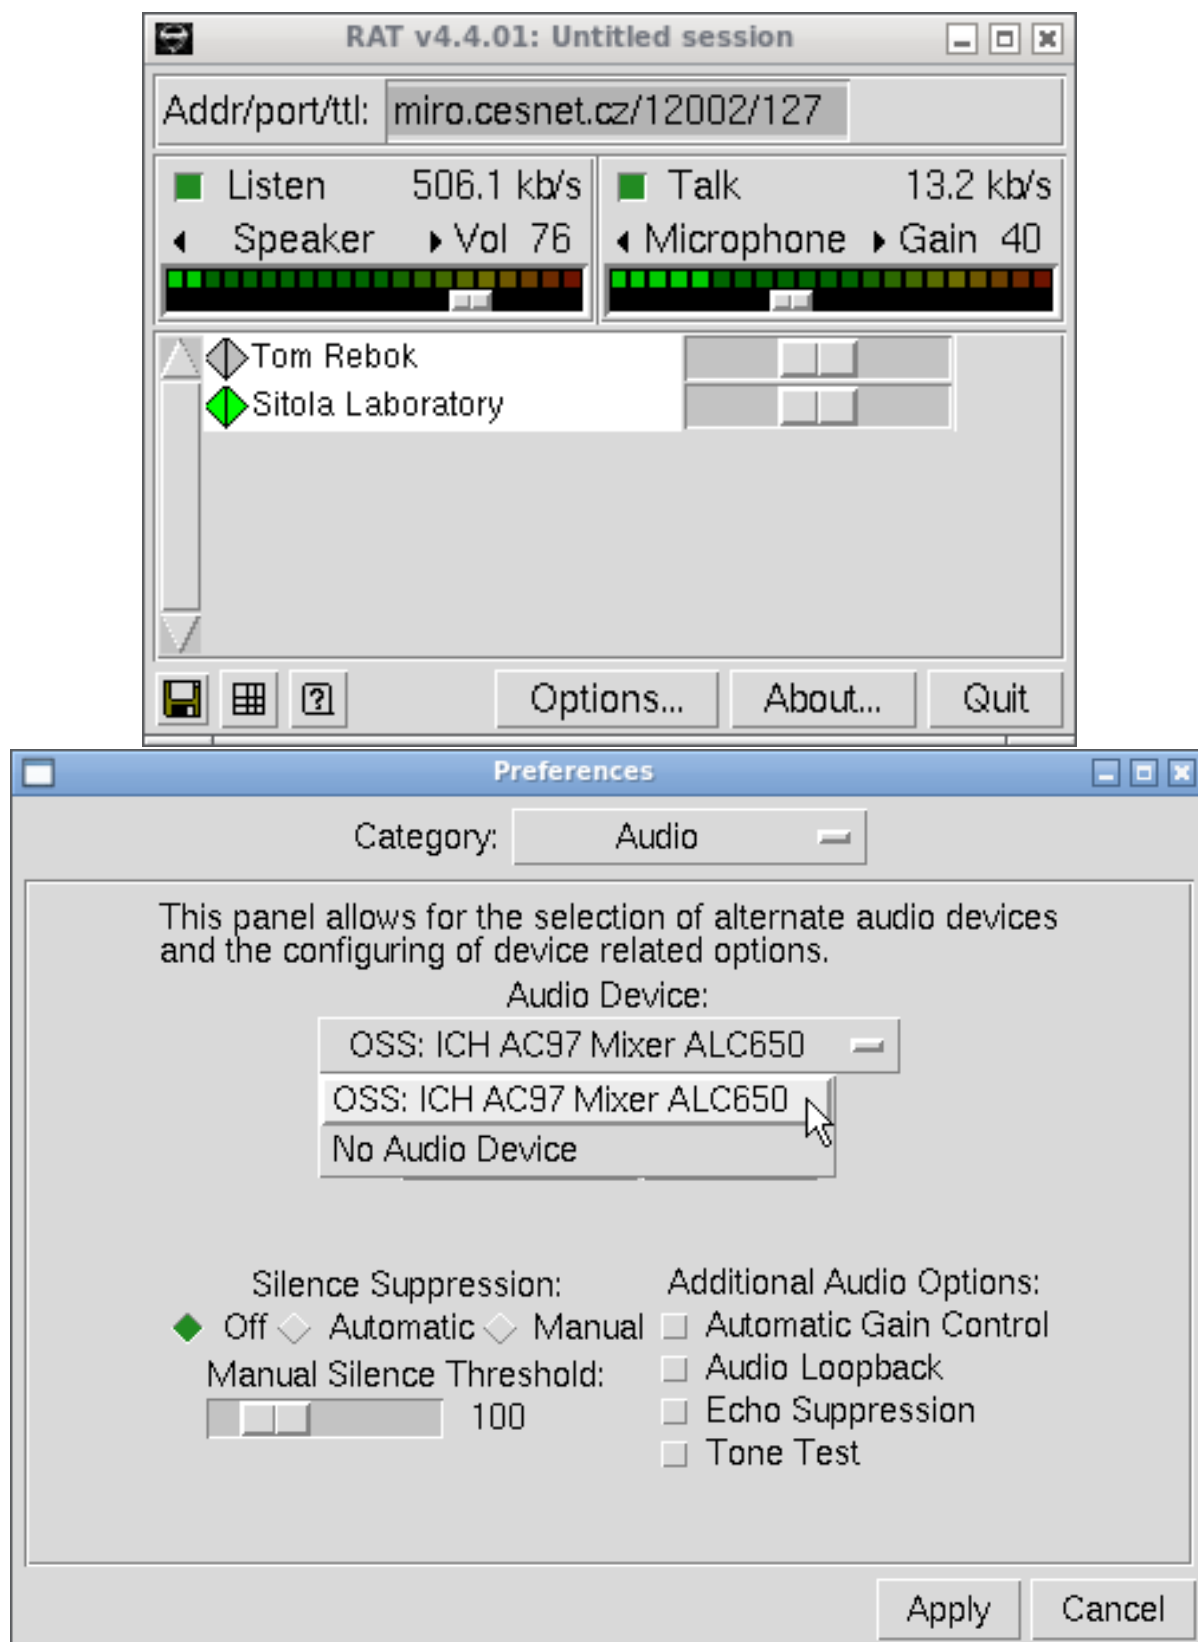 RAT v4.4.01: Untitled session
Addr/port/ttl: miro.cesnet.cz/12002/127
Listen 506.1 kb/s Talk 13.2 kb/s
Speaker Vol 76 Microphone Gain 40
Tom Rebok
Sitola Laboratory
Options... About... Quit
Preferences
Category: Audio
This panel allows for the selection of alternate audio devices
and the configuring of device related options.
Audio Device:
OSS: ICH AC97 Mixer ALC650
OSS: ICH AC97 Mixer ALC650
No Audio Device
Silence Suppression: Additional Audio Options:
Off Automatic Manual Automatic Gain Control
Manual Silence Threshold: Audio Loopback
100 Echo Suppression
Tone Test
Apply Cancel